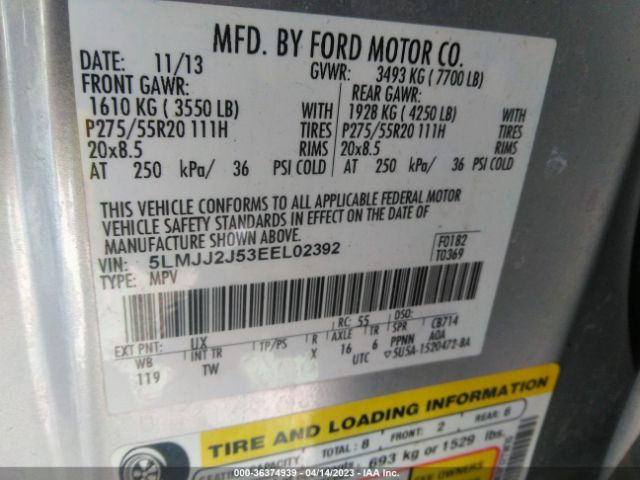 MFD. BY FORD MOTOR CO.
DATE: 11/13 GVWR: 3493 KG ( 7700 LB)
FRONT GAWR: REAR GAWR:
1610 KG ( 3550 LB) WITH 1928 KG ( 4250 LB) WITH
P275/55R20 111H TIRES P275/55R20 111H TIRES
20x8.5 RIMS 20x8.5 RIMS
AT 250 kPa/ 36 PSI COLD AT 250 kPa/ 36 PSI COLD
THIS VEHICLE CONFORMS TO ALL APPLICABLE FEDERAL MOTOR
VEHICLE SAFETY STANDARDS IN EFFECT ON THE DATE OF
MANUFACTURE SHOWN ABOVE.
VIN: 5LMJJ2J53EEL02392 F0182
TYPE: MPV T0369
EXT PNT: UX RC: 55 DSO: CB714
WB INT TR TP/PS R AXLE TR SPR AOA
119 TW X 16 6 PPNN
UTC ▽5U5A-1520472-BA
TIRE AND LOADING INFORMATION
TOTAL: 8 FRONT: 2 REAR: 6
693 kg or 1529 lbs.
000-36374939 - 04/14/2023 - IAAI.com